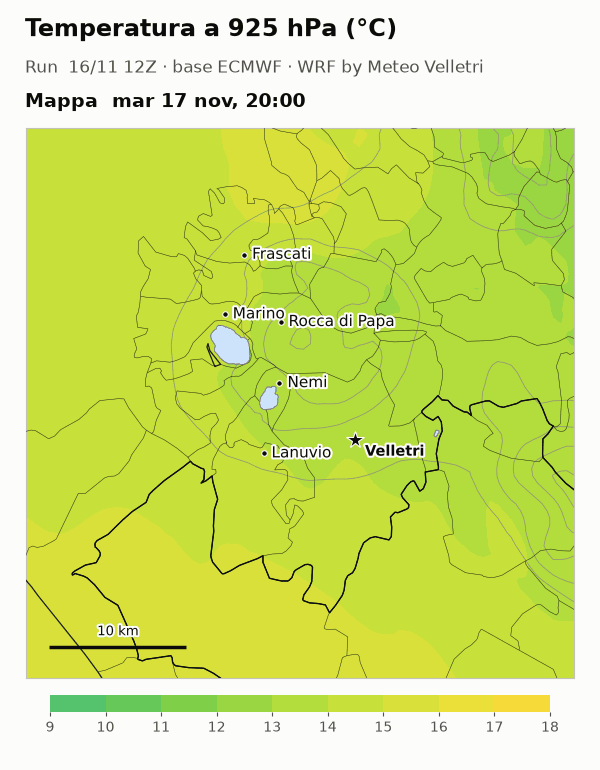 Temperatura a 925 hPa (°C)
Run  16/11 12Z · base ECMWF · WRF by Meteo Velletri
Mappa  mar 17 nov, 20:00
Frascati
Marino
Rocca di Papa
Nemi
Velletri
Lanuvio
10 km
9 10 11 12 13 14 15 16 17 18